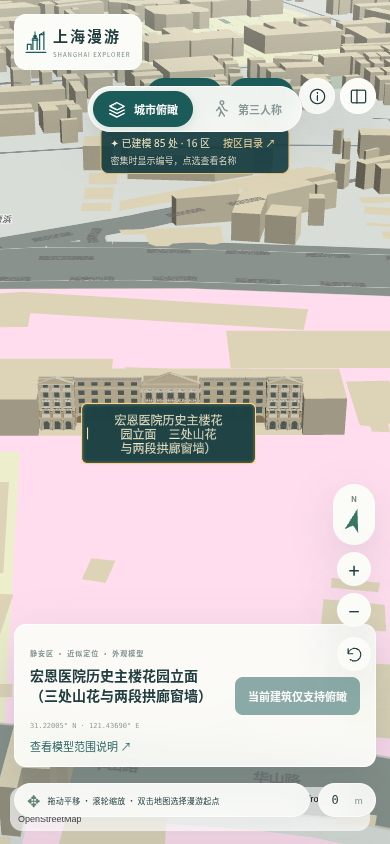 上海漫游
SHANGHAI EXPLORER
城市俯瞰
第三人称
✦ 已建模 85 处 · 16 区 按区目录 ↗
密集时显示编号，点选查看名称
浜
宏恩医院历史主楼花
园立面 三处山花
与两段拱廊窗墙）
N
+
−
静安区 · 近似定位 · 外观模型
宏恩医院历史主楼花园立面
（三处山花与两段拱廊窗墙）
当前建筑仅支持俯瞰
31.22005° N · 121.43690° E
查看模型范围说明 ↗
华山路
拖动平移 · 滚轮缩放 · 双击地图选择漫游起点
0 m
OpenStreetMap